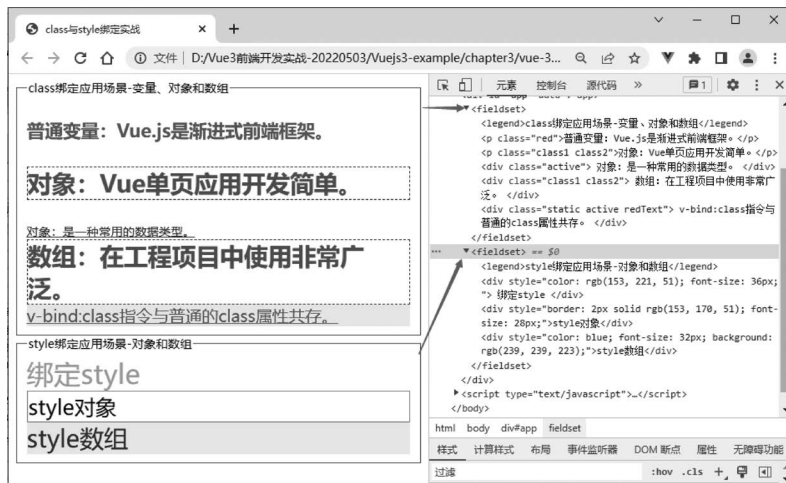 class与style绑定实战
文件 D:/Vue3前端开发实战-20220503/Vuejs3-example/chapter3/vue-3...
class绑定应用场景-变量、对象和数组
普通变量：Vue.js是渐进式前端框架。
对象：Vue单页应用开发简单。
对象：是一种常用的数据类型。
数组：在工程项目中使用非常广
泛。
v-bind:class指令与普通的class属性共存。
style绑定应用场景-对象和数组
绑定style
style对象
style数组
元素 控制台 源代码 » 1
<fieldset>
<legend>class绑定应用场景-变量、对象和数组</legend>
<p class="red">普通变量：Vue.js是渐进式前端框架。</p>
<p class="class1 class2">对象：Vue单页应用开发简单。</p>
<div class="active"> 对象：是一种常用的数据类型。 </div>
<div class="class1 class2"> 数组：在工程项目中使用非常广
泛。 </div>
<div class="static active redText"> v-bind:class指令与
普通的class属性共存。 </div>
</fieldset>
<fieldset> == $0
<legend>style绑定应用场景-对象和数组</legend>
<div style="color: rgb(153, 221, 51); font-size: 36px;
"> 绑定style </div>
<div style="border: 2px solid rgb(153, 170, 51); font-
size: 28px;">style对象</div>
<div style="color: blue; font-size: 32px; background:
rgb(239, 239, 223);">style数组</div>
</fieldset>
</div>
<script type="text/javascript">…</script>
</body>
html body div#app fieldset
样式 计算样式 布局 事件监听器 DOM 断点 属性 无障碍功能
过滤 :hov .cls